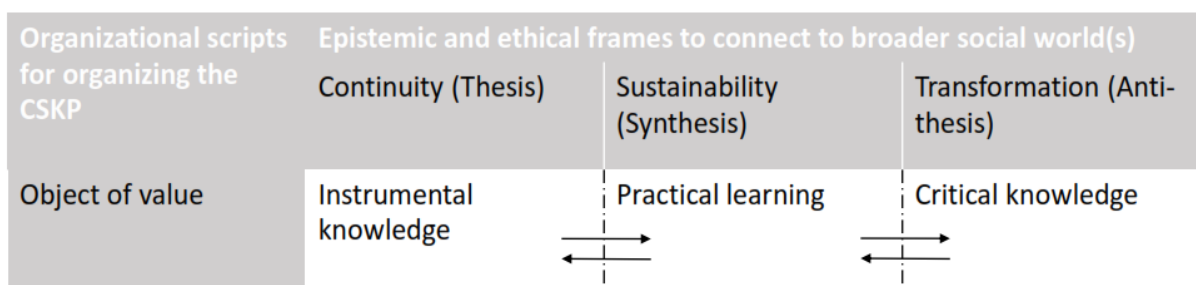 Organizational scripts
for organizing the
CSKP
Epistemic and ethical frames to connect to broader social world(s)
Continuity (Thesis)
Sustainability
(Synthesis)
Transformation (Anti-
thesis)
Object of value
Instrumental
knowledge
Practical learning
Critical knowledge